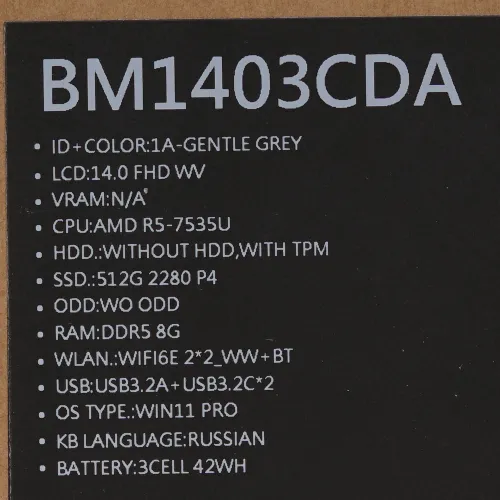 BM1403CDA
• ID+COLOR:1A-GENTLE GREY
• LCD:14.0 FHD WV
• VRAM:N/A*
• CPU:AMD R5-7535U
• HDD.:WITHOUT HDD,WITH TPM
• SSD.:512G 2280 P4
• ODD:WO ODD
• RAM:DDR5 8G
• WLAN.:WIFI6E 2*2_WW+BT
• USB:USB3.2A+USB3.2C*2
• OS TYPE.:WIN11 PRO
• KB LANGUAGE:RUSSIAN
• BATTERY:3CELL 42WH